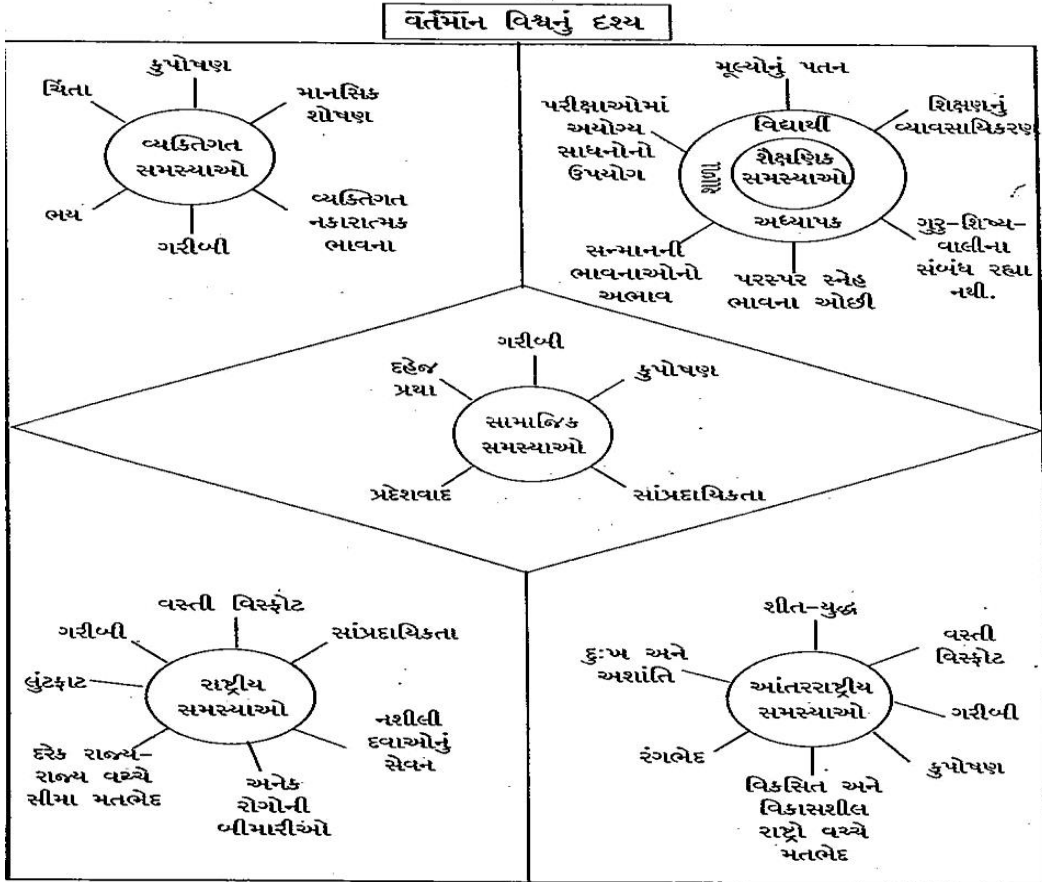 વર્તમાન વિશ્વનું દશ્ય
કુપોષણ
ચિંતા
માનસિક
શોષણ
વ્યક્તિગત
સમસ્યાઓ
ભય
ગરીબી
વ્યક્તિગત
નકારાત્મક
ભાવના
મૂલ્યોનું પતન
પરીક્ષાઓમાં
અયોગ્ય
સાધનોનો
ઉપયોગ
શિક્ષણનું
વ્યાવસાયિકરણ
વિદ્યાર્થી
શાળા
શૈક્ષણિક
સમસ્યાઓ
અધ્યાપક
સન્માનની
ભાવનાઓનો
અભાવ
પરસ્પર સ્નેહ
ભાવના ઓછી
ગુરુ-શિષ્ય-
વાલીના
સંબંધ રહ્યા
નથી.
ગરીબી
દહેજ
પ્રથા
કુપોષણ
સામાજિક
સમસ્યાઓ
પ્રદેશવાદ
સાંપ્રદાયિકતા
વસ્તી વિસ્ફોટ
ગરીબી
સાંપ્રદાયિકતા
લુંટફાટ
રાષ્ટ્રીય
સમસ્યાઓ
દરેક રાજ્ય-
રાજ્ય વચ્ચે
સીમા મતભેદ
અનેક
રોગોની
બીમારીઓ
નશીલી
દવાઓનું
સેવન
શીત-યુદ્ધ
દુઃખ અને
અશાંતિ
વસ્તી
વિસ્ફોટ
આંતરરાષ્ટ્રીય
સમસ્યાઓ
ગરીબી
રંગભેદ
કુપોષણ
વિકસિત અને
વિકાસશીલ
રાષ્ટ્રો વચ્ચે
મતભેદ